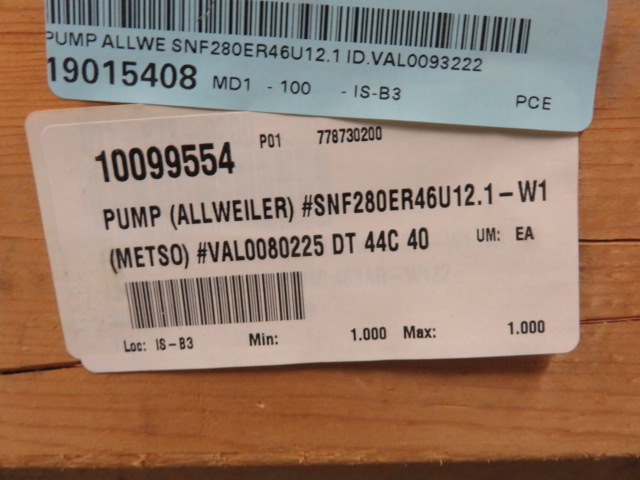 PUMP ALLWE SNF280ER46U12.1 ID.VAL0093222
19015408 MD1 - 100 - IS-B3 PCE
10099554 P01 778730200
PUMP (ALLWEILER) #SNF280ER46U12.1-W1
(METSO) #VAL0080225 DT 44C 40 UM: EA
Loc: IS-B3 Min: 1.000 Max: 1.000